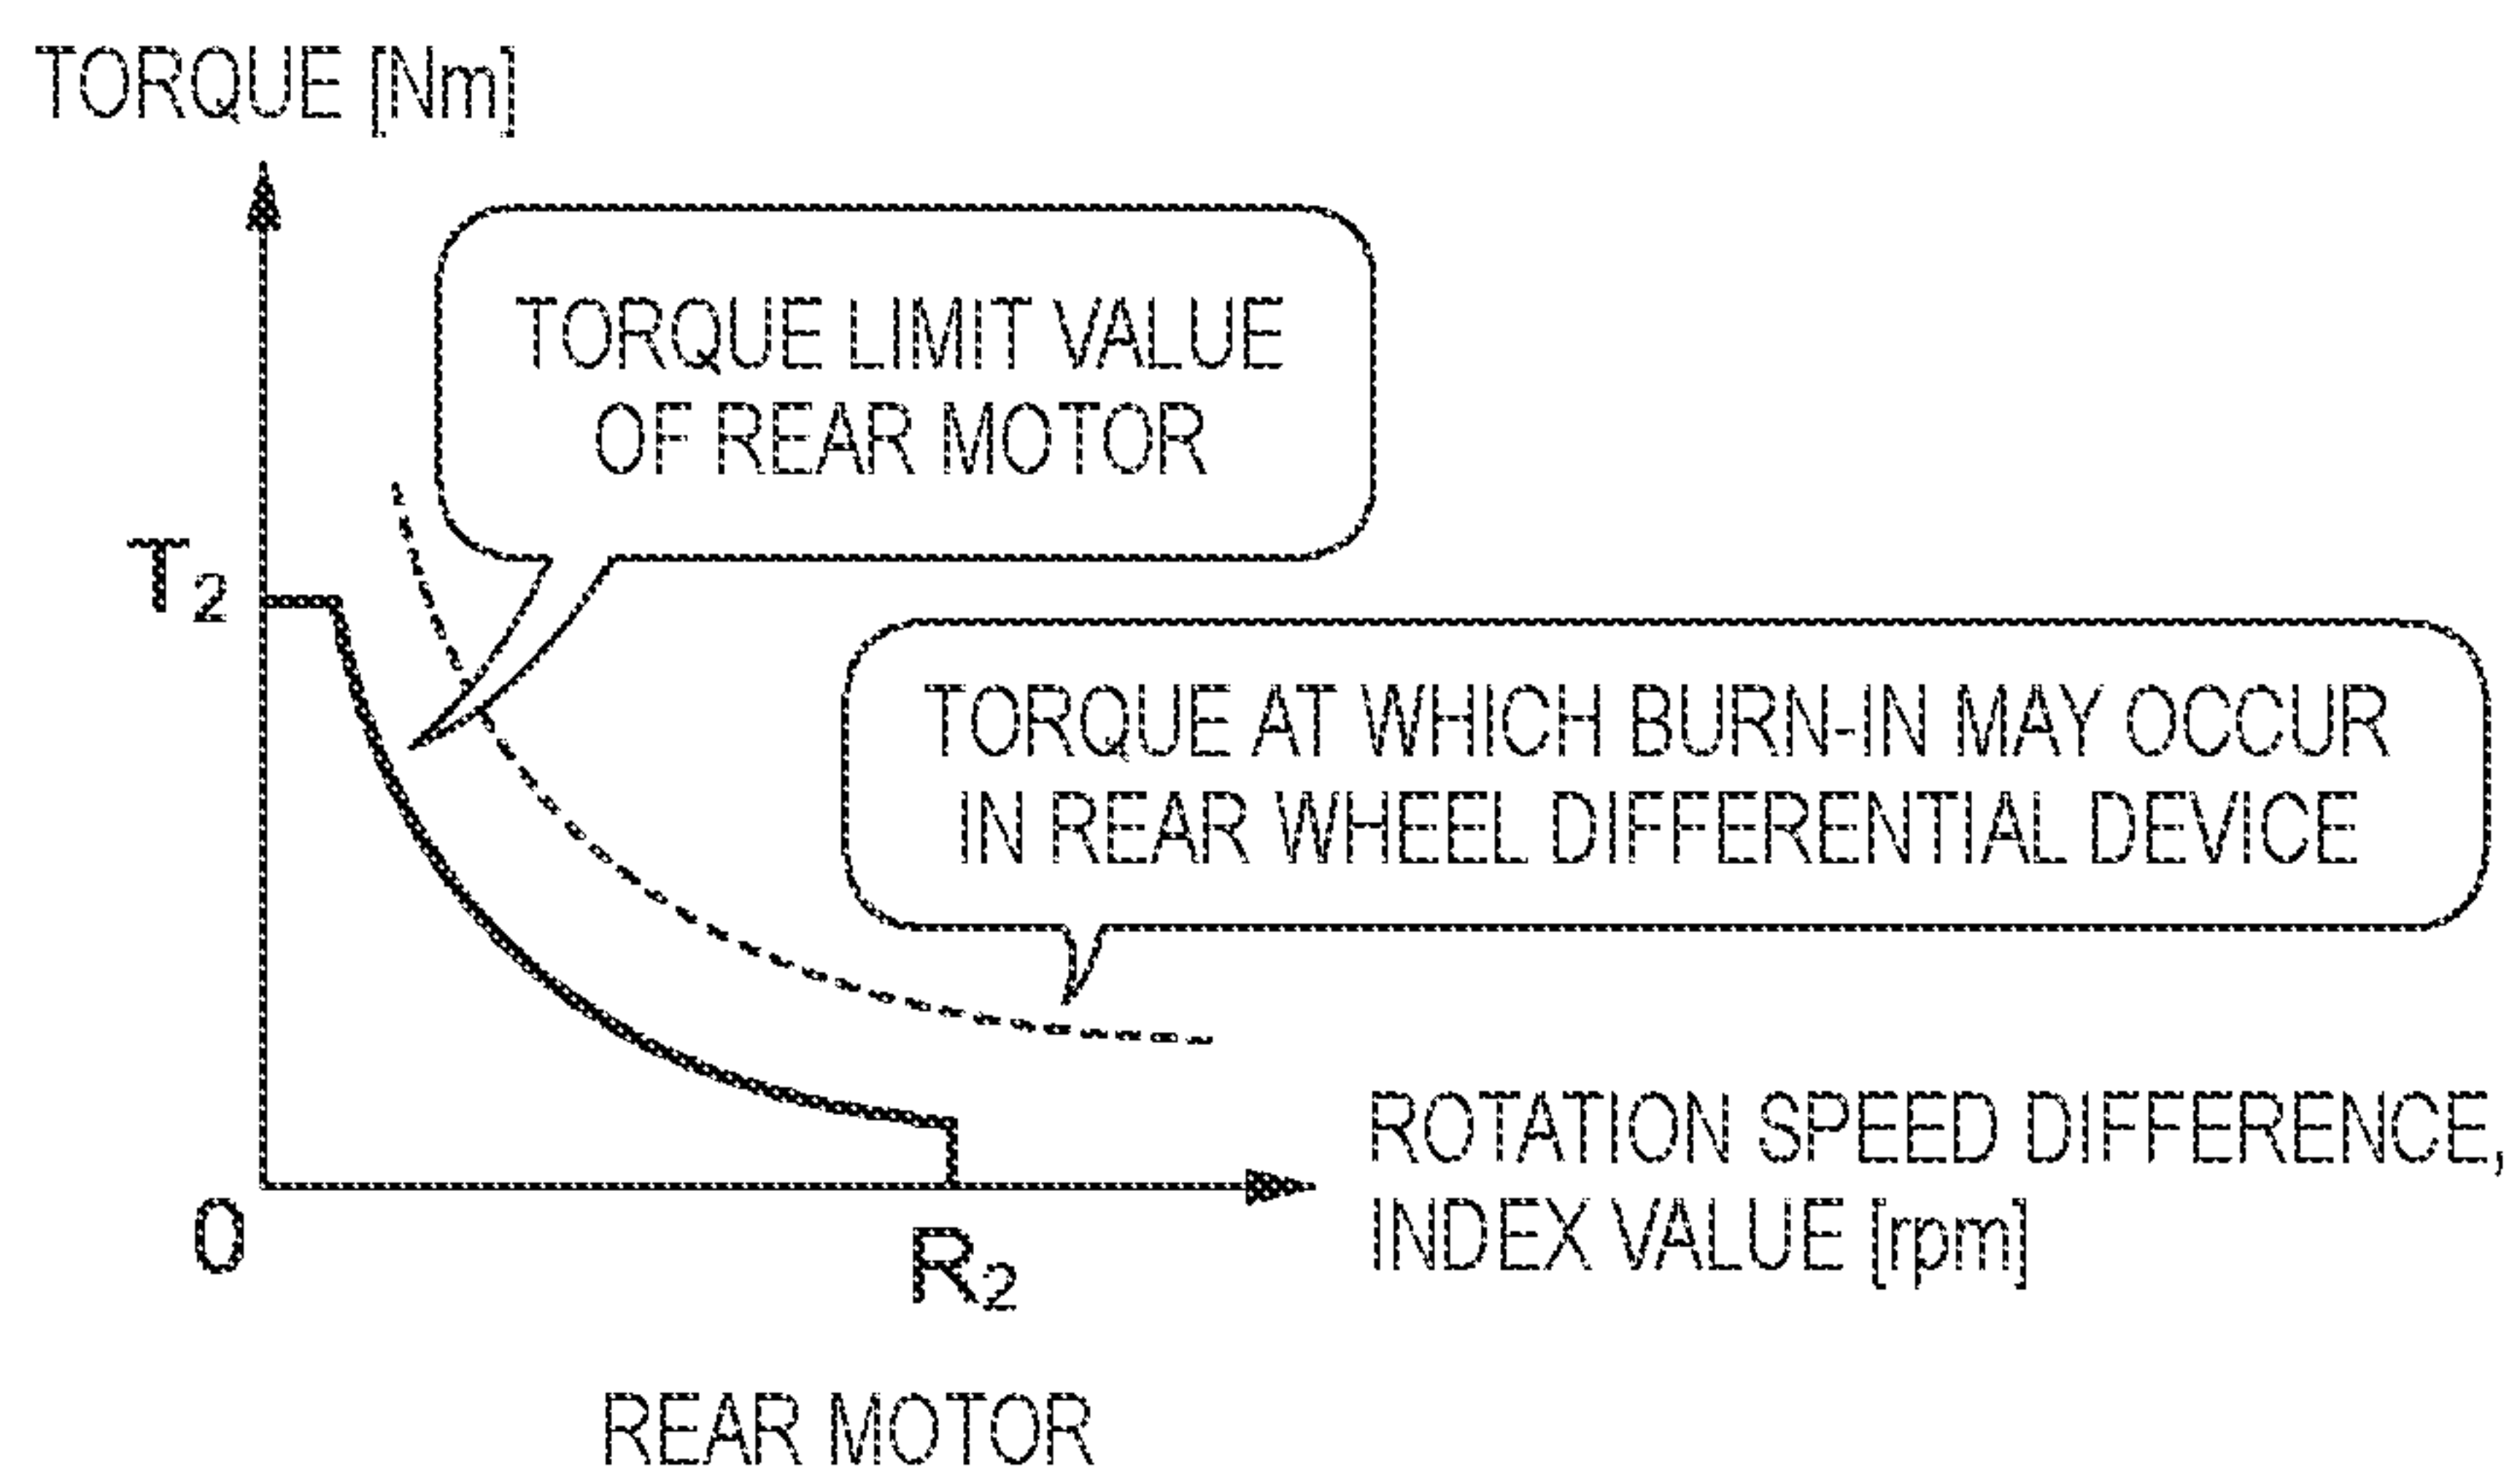 TORQUE [Nm]
TORQUE LIMIT VALUE
OF REAR MOTOR
T2
TORQUE AT WHICH BURN-IN MAY OCCUR
IN REAR WHEEL DIFFERENTIAL DEVICE
ROTATION SPEED DIFFERENCE,
INDEX VALUE [rpm]
0
R2
REAR MOTOR